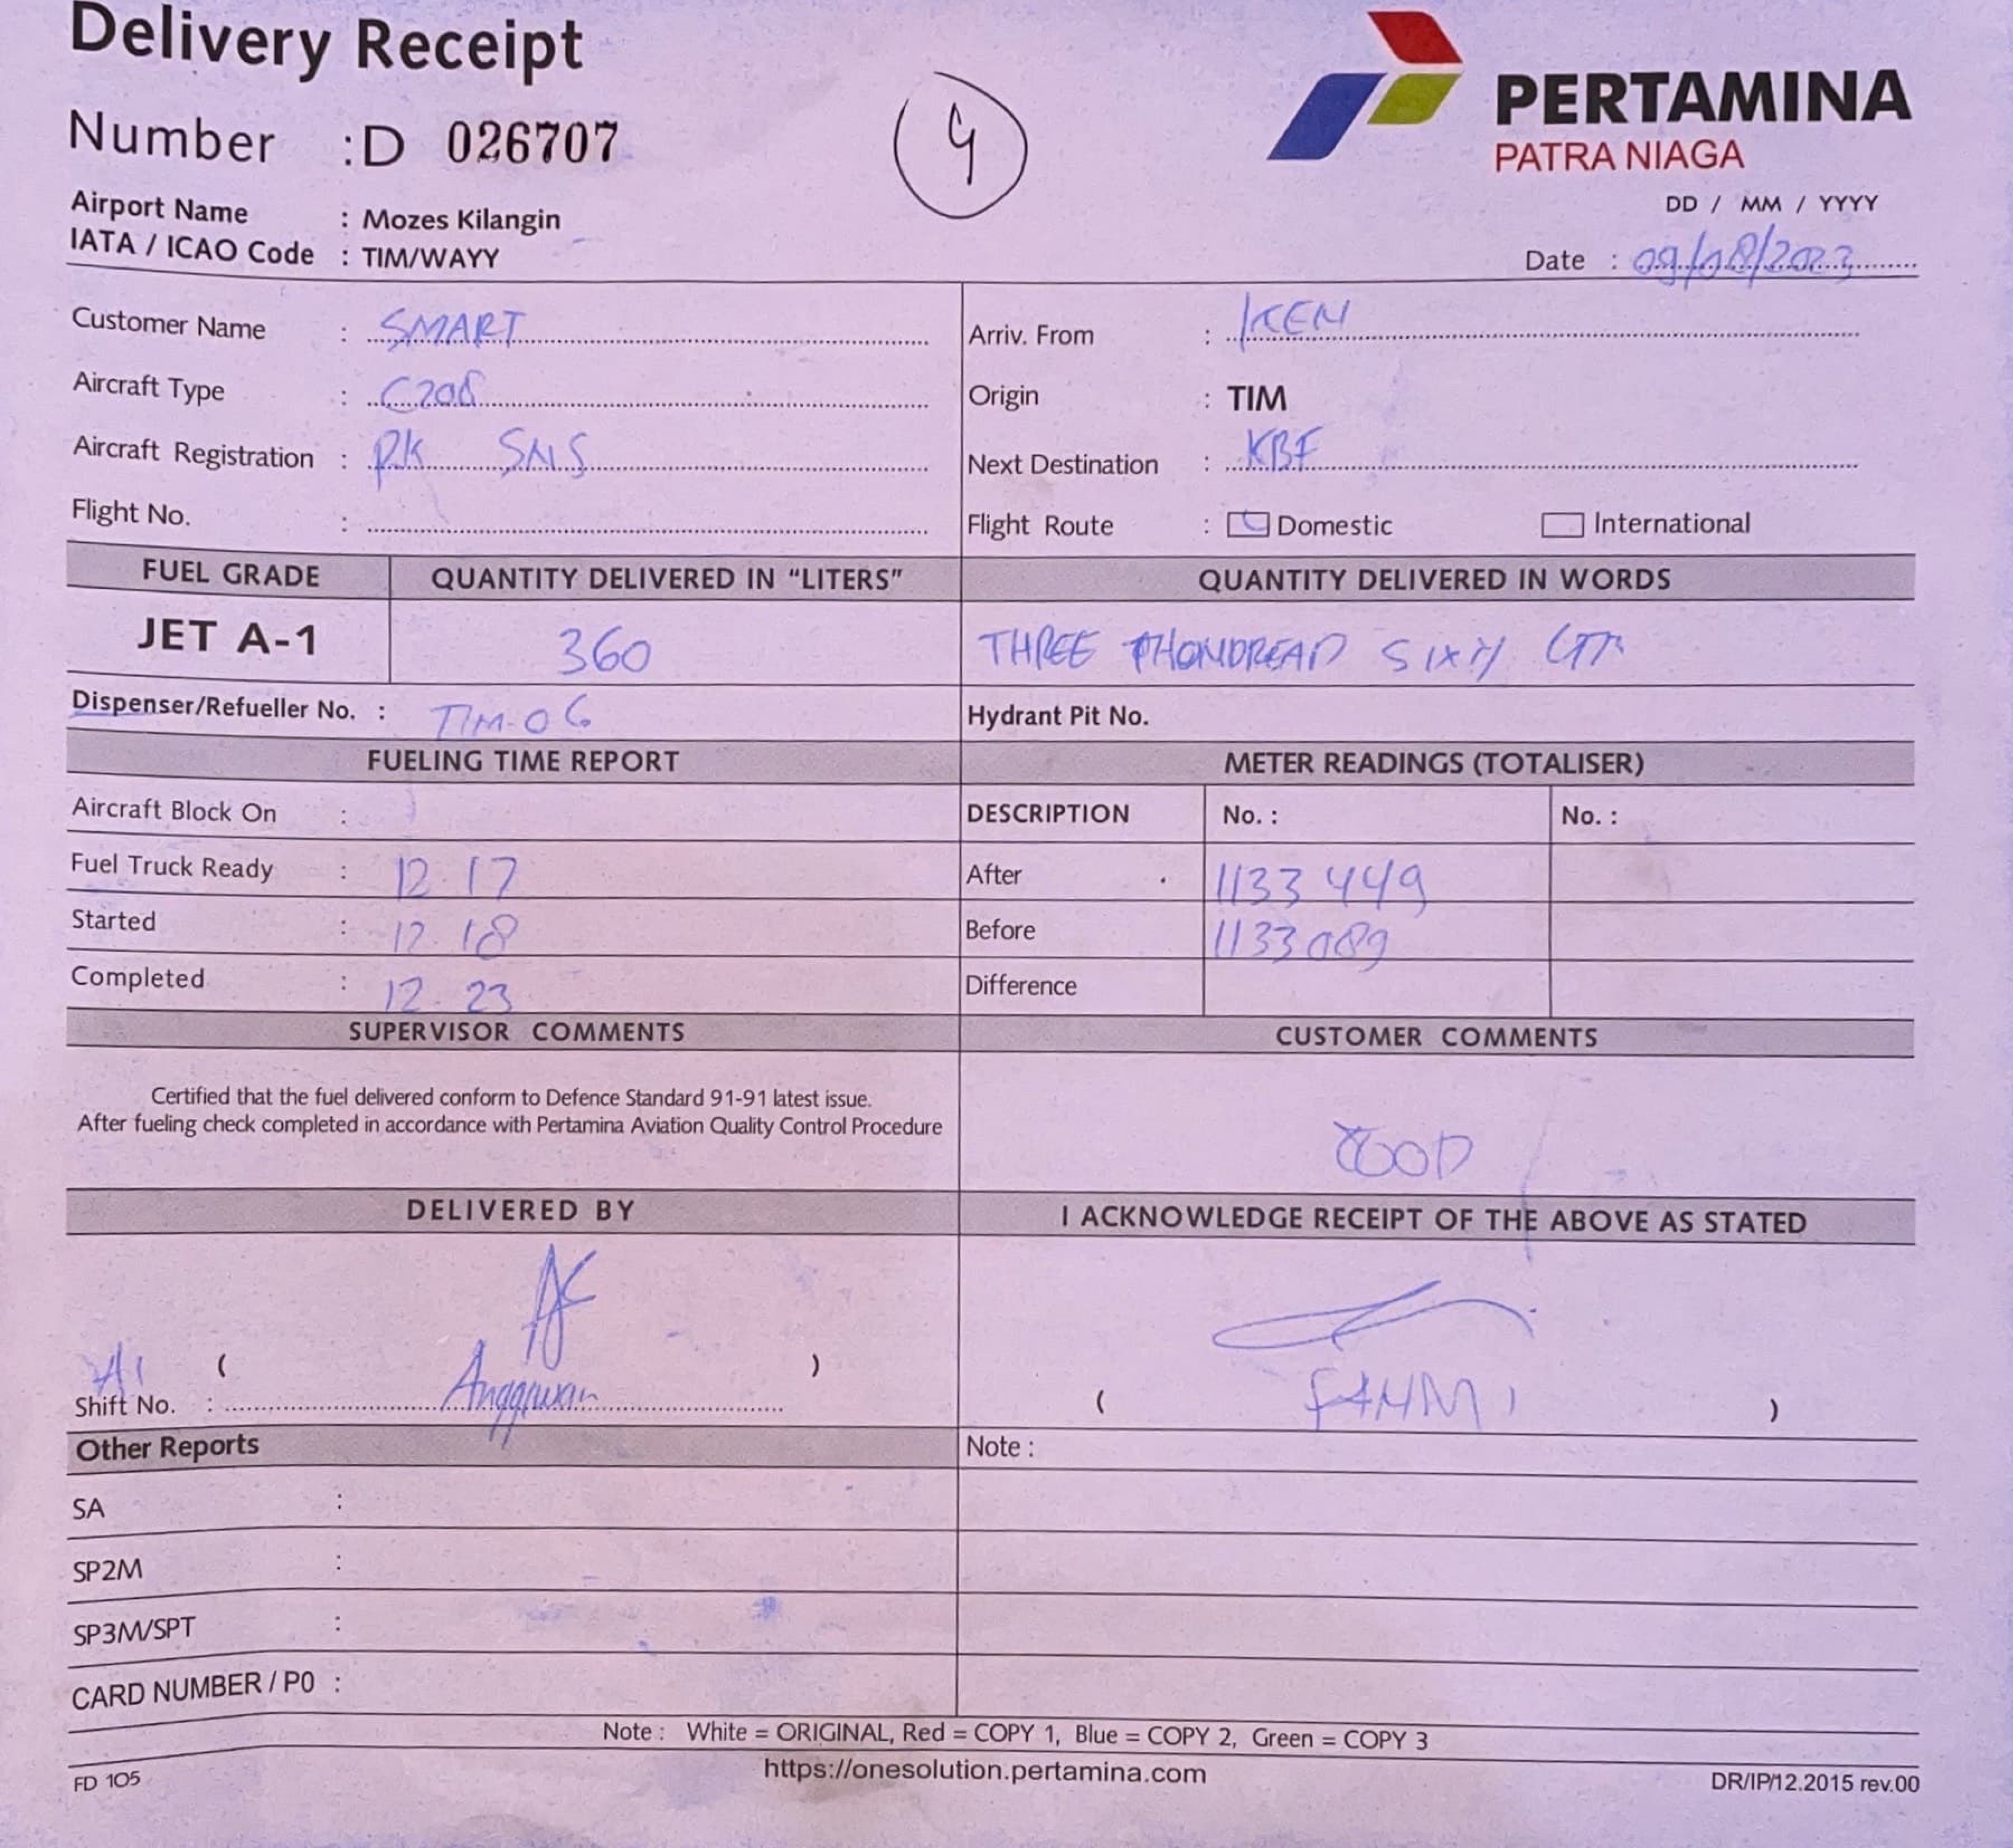 Delivery Receipt
Number : D 026707
4
PERTAMINA
PATRA NIAGA
Airport Name : Mozes Kilangin
IATA / ICAO Code : TIM/WAYY
DD / MM / YYYY
Date : 09/08/2023
Customer Name : SMART
Arriv. From : KEN
Aircraft Type : C208
Origin : TIM
Aircraft Registration : PK SNS
Next Destination : KBF
Flight No. :
Flight Route : Domestic International
FUEL GRADE QUANTITY DELIVERED IN “LITERS” QUANTITY DELIVERED IN WORDS
JET A-1 360 THREE HONDREAD SIXTY LTR
Dispenser/Refueller No. : TIM-06 Hydrant Pit No.
FUELING TIME REPORT METER READINGS (TOTALISER)
Aircraft Block On : DESCRIPTION No. : No. :
Fuel Truck Ready : 12.17 After 1133449
Started : 12.18 Before 1133089
Completed : 12.23 Difference
SUPERVISOR COMMENTS CUSTOMER COMMENTS
Certified that the fuel delivered conform to Defence Standard 91-91 latest issue.
After fueling check completed in accordance with Pertamina Aviation Quality Control Procedure
GOOD
DELIVERED BY I ACKNOWLEDGE RECEIPT OF THE ABOVE AS STATED
( )
Shift No. : Anggiwan
( FAHMI )
Other Reports Note :
SA :
SP2M :
SP3M/SPT :
CARD NUMBER / P0 :
Note : White = ORIGINAL, Red = COPY 1, Blue = COPY 2, Green = COPY 3
https://onesolution.pertamina.com
FD 105 DR/IP/12.2015 rev.00